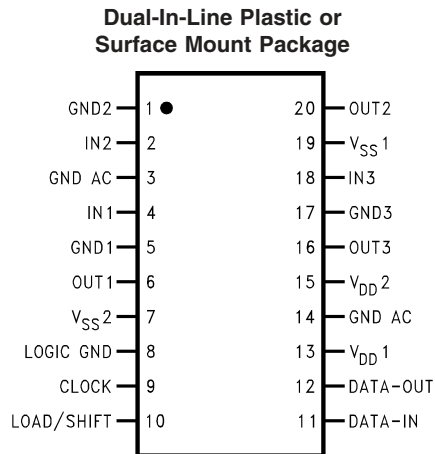 Dual-In-Line Plastic or
Surface Mount Package
GND2 1 20 OUT2
IN2 2 19 VSS1
GND AC 3 18 IN3
IN1 4 17 GND3
GND1 5 16 OUT3
OUT1 6 15 VDD2
VSS2 7 14 GND AC
LOGIC GND 8 13 VDD1
CLOCK 9 12 DATA-OUT
LOAD/SHIFT 10 11 DATA-IN